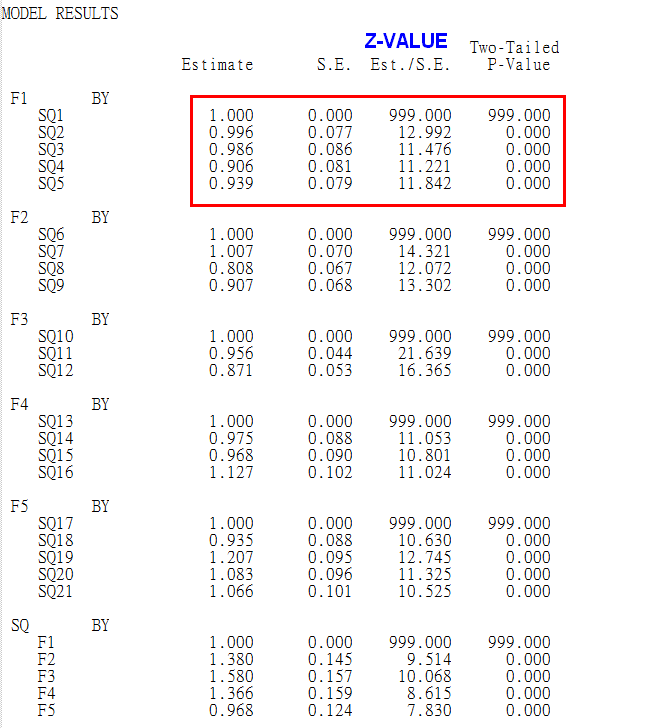 MODEL RESULTS
Z-VALUE Two-Tailed
Estimate S.E. Est./S.E. P-Value
F1 BY
SQ1 1.000 0.000 999.000 999.000
SQ2 0.996 0.077 12.992 0.000
SQ3 0.986 0.086 11.476 0.000
SQ4 0.906 0.081 11.221 0.000
SQ5 0.939 0.079 11.842 0.000
F2 BY
SQ6 1.000 0.000 999.000 999.000
SQ7 1.007 0.070 14.321 0.000
SQ8 0.808 0.067 12.072 0.000
SQ9 0.907 0.068 13.302 0.000
F3 BY
SQ10 1.000 0.000 999.000 999.000
SQ11 0.956 0.044 21.639 0.000
SQ12 0.871 0.053 16.365 0.000
F4 BY
SQ13 1.000 0.000 999.000 999.000
SQ14 0.975 0.088 11.053 0.000
SQ15 0.968 0.090 10.801 0.000
SQ16 1.127 0.102 11.024 0.000
F5 BY
SQ17 1.000 0.000 999.000 999.000
SQ18 0.935 0.088 10.630 0.000
SQ19 1.207 0.095 12.745 0.000
SQ20 1.083 0.096 11.325 0.000
SQ21 1.066 0.101 10.525 0.000
SQ BY
F1 1.000 0.000 999.000 999.000
F2 1.380 0.145 9.514 0.000
F3 1.580 0.157 10.068 0.000
F4 1.366 0.159 8.615 0.000
F5 0.968 0.124 7.830 0.000